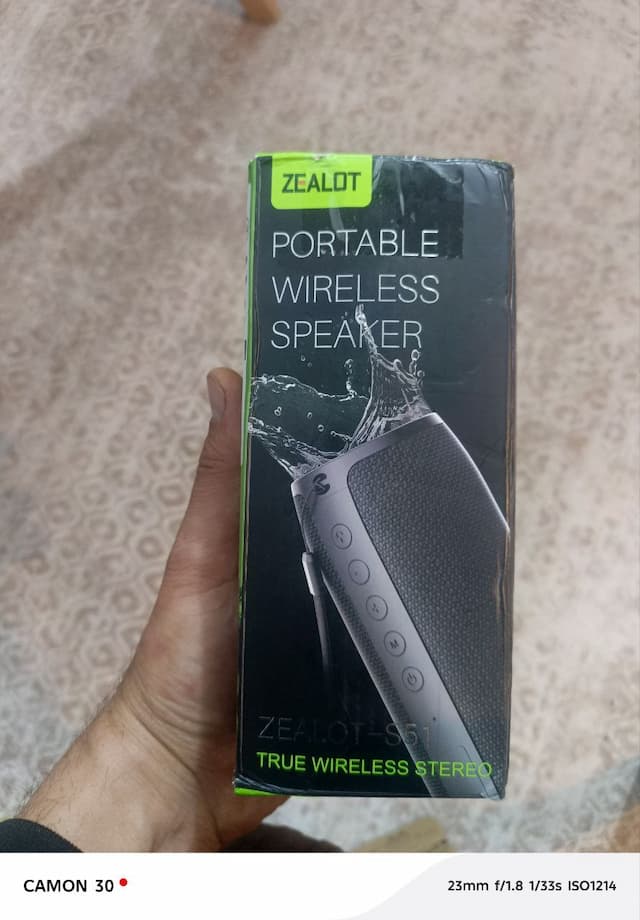 ZEALOT
PORTABLE
WIRELESS
SPEAKER
M
ZEALOT-S51
TRUE WIRELESS STEREO
CAMON 30
23mm f/1.8 1/33s ISO1214